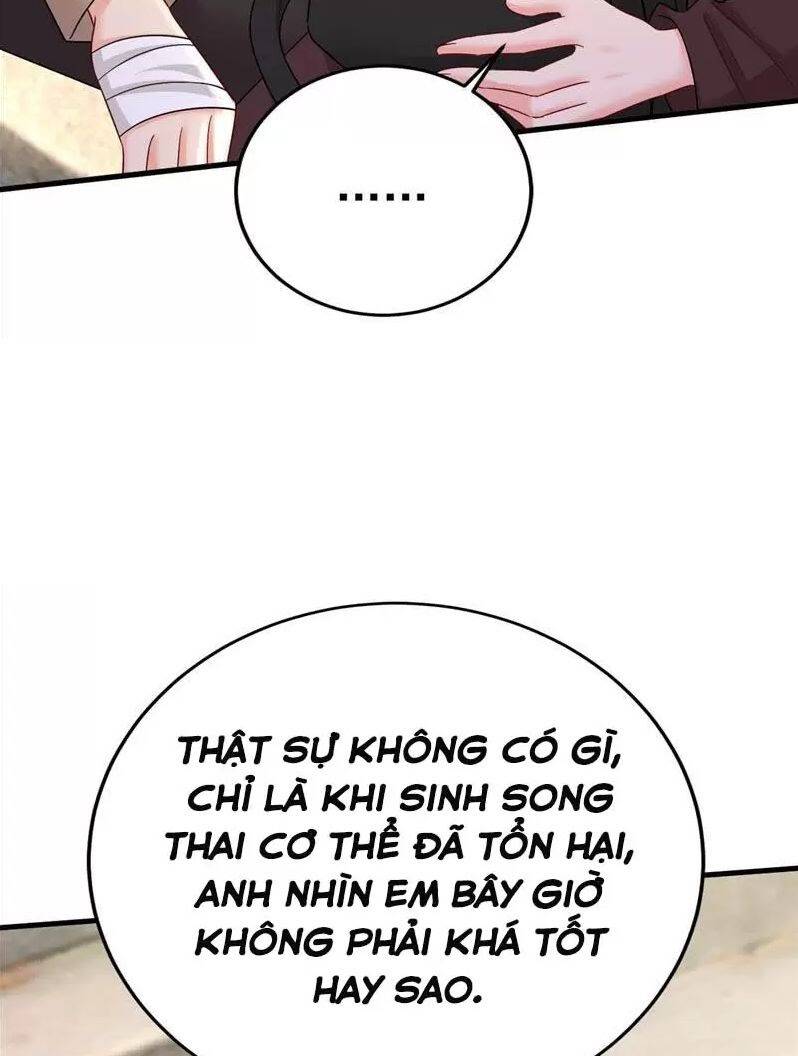 ......
THẬT SỰ KHÔNG CÓ GÌ,
CHỈ LÀ KHI SINH SONG
THAI CƠ THỂ ĐÃ TỔN HẠI,
ANH NHÌN EM BÂY GIỜ
KHÔNG PHẢI KHÁ TỐT
HAY SAO.